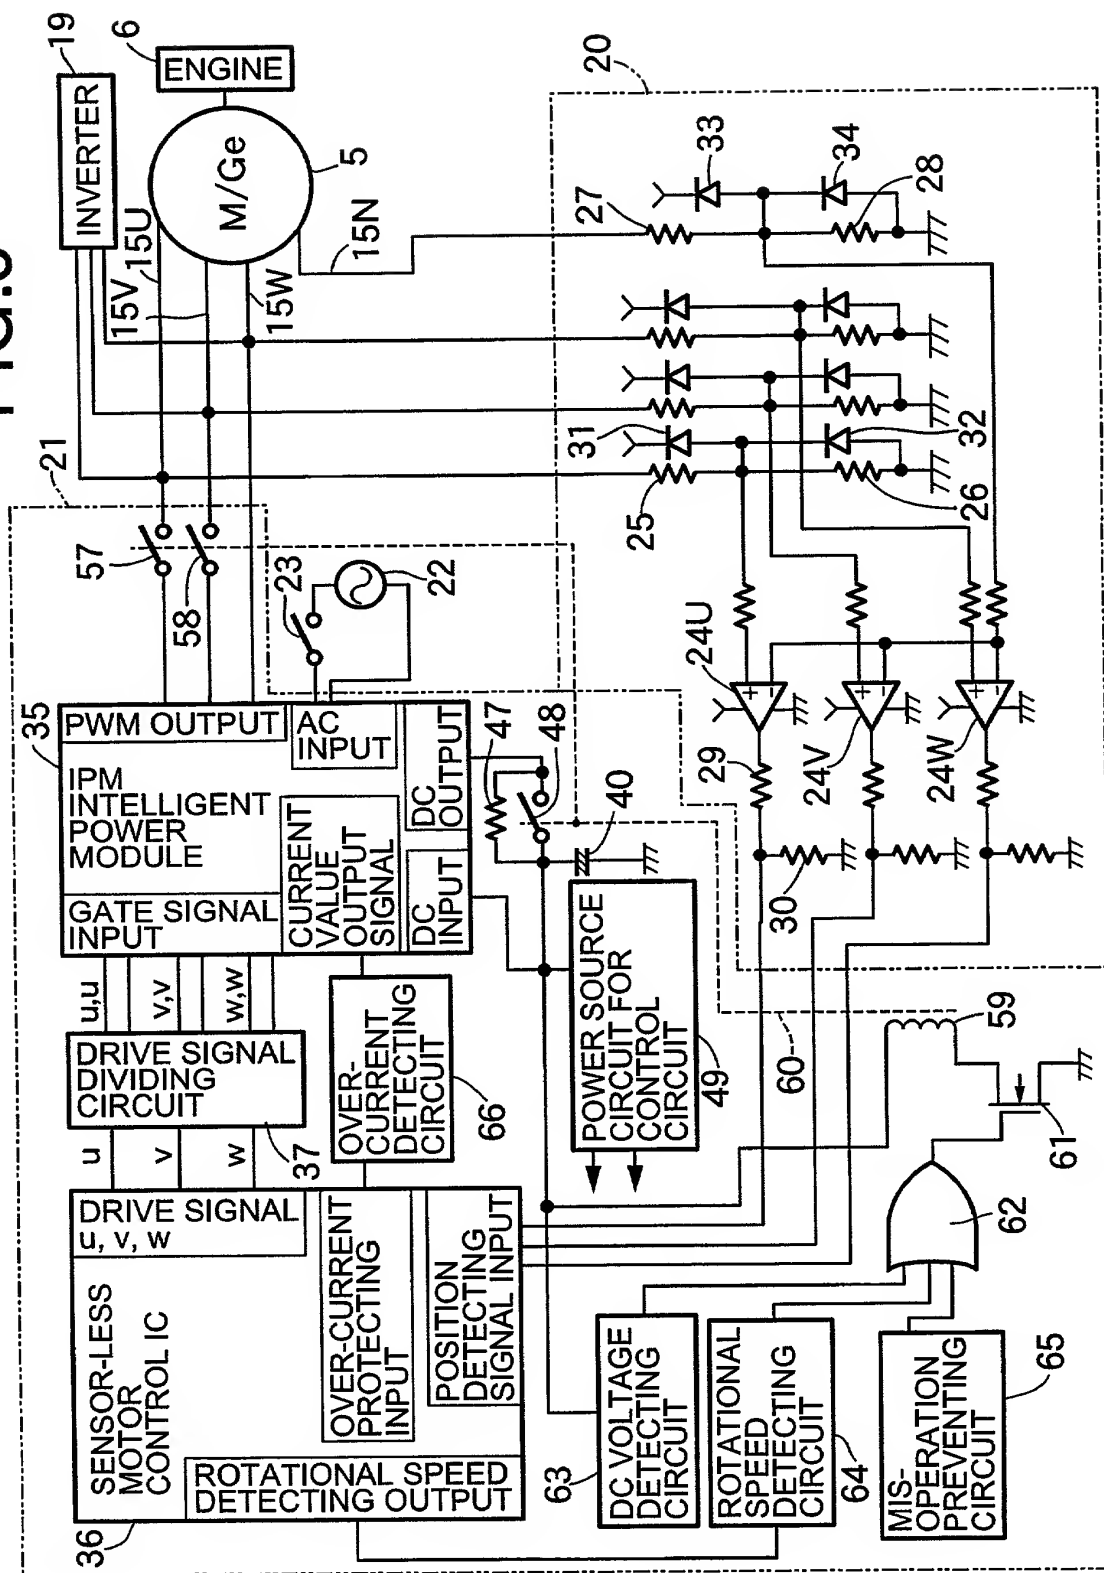 19
6
INVERTER
ENGINE
M/Ge
5
15U
15V
15W
15N
20
21
57
58
23
22
27
33
34
28
31
32
25
26
35
PWM OUTPUT
IPM
INTELLIGENT
POWER
MODULE
AC
INPUT
DC
OUTPUT
GATE SIGNAL
INPUT
CURRENT
VALUE
OUTPUT
SIGNAL
DC
INPUT
47
48
40
24U
+
-
24V
+
-
24W
+
-
29
30
u,u
v,v
w,w
DRIVE SIGNAL
DIVIDING
CIRCUIT
37
u
v
w
OVER-
CURRENT
DETECTING
CIRCUIT
66
POWER SOURCE
CIRCUIT FOR
CONTROL
CIRCUIT
49
60
59
61
62
DRIVE SIGNAL
u, v, w
SENSOR-LESS
MOTOR
CONTROL IC
OVER-CURRENT
PROTECTING
INPUT
POSITION
DETECTING
SIGNAL INPUT
ROTATIONAL SPEED
DETECTING OUTPUT
36
DC VOLTAGE
DETECTING
CIRCUIT
63
ROTATIONAL
SPEED
DETECTING
CIRCUIT
64
MIS-
OPERATION
PREVENTING
CIRCUIT
65